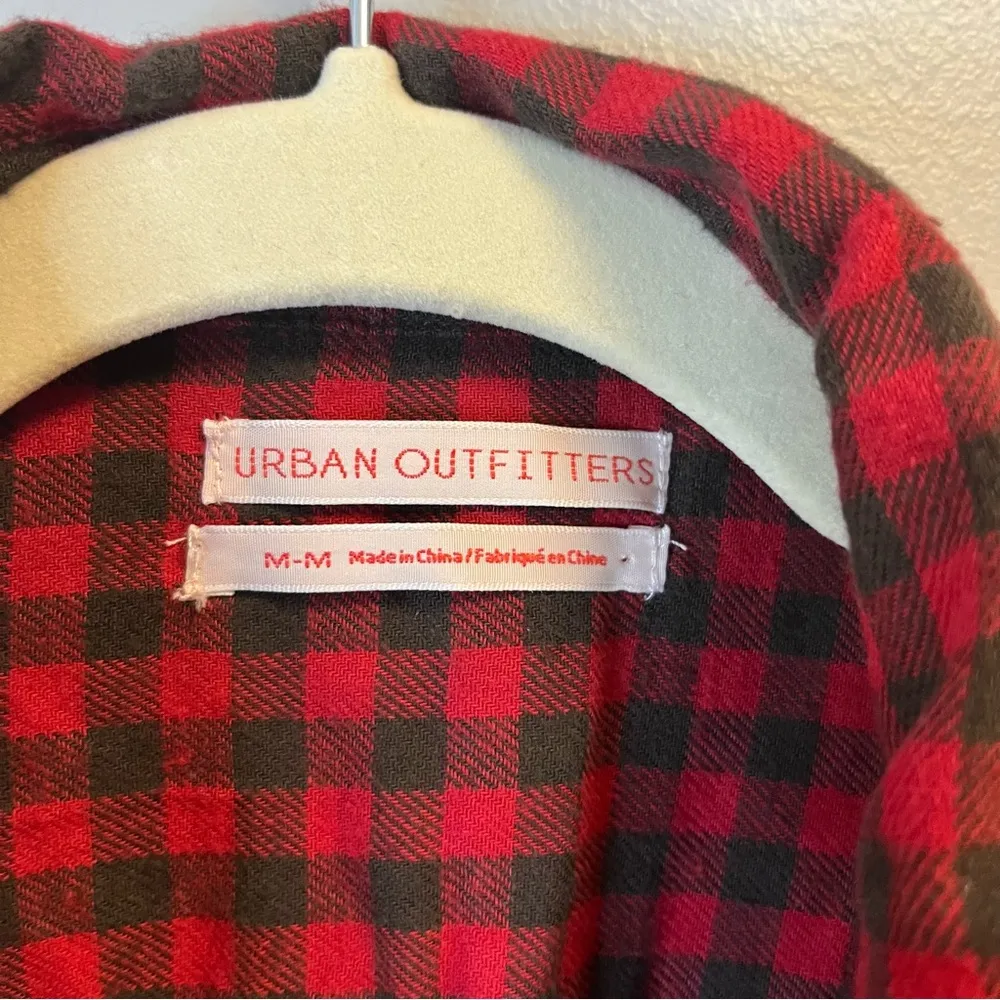 URBAN OUTFITTERS
M-M Made in China / Fabriqué en Chine